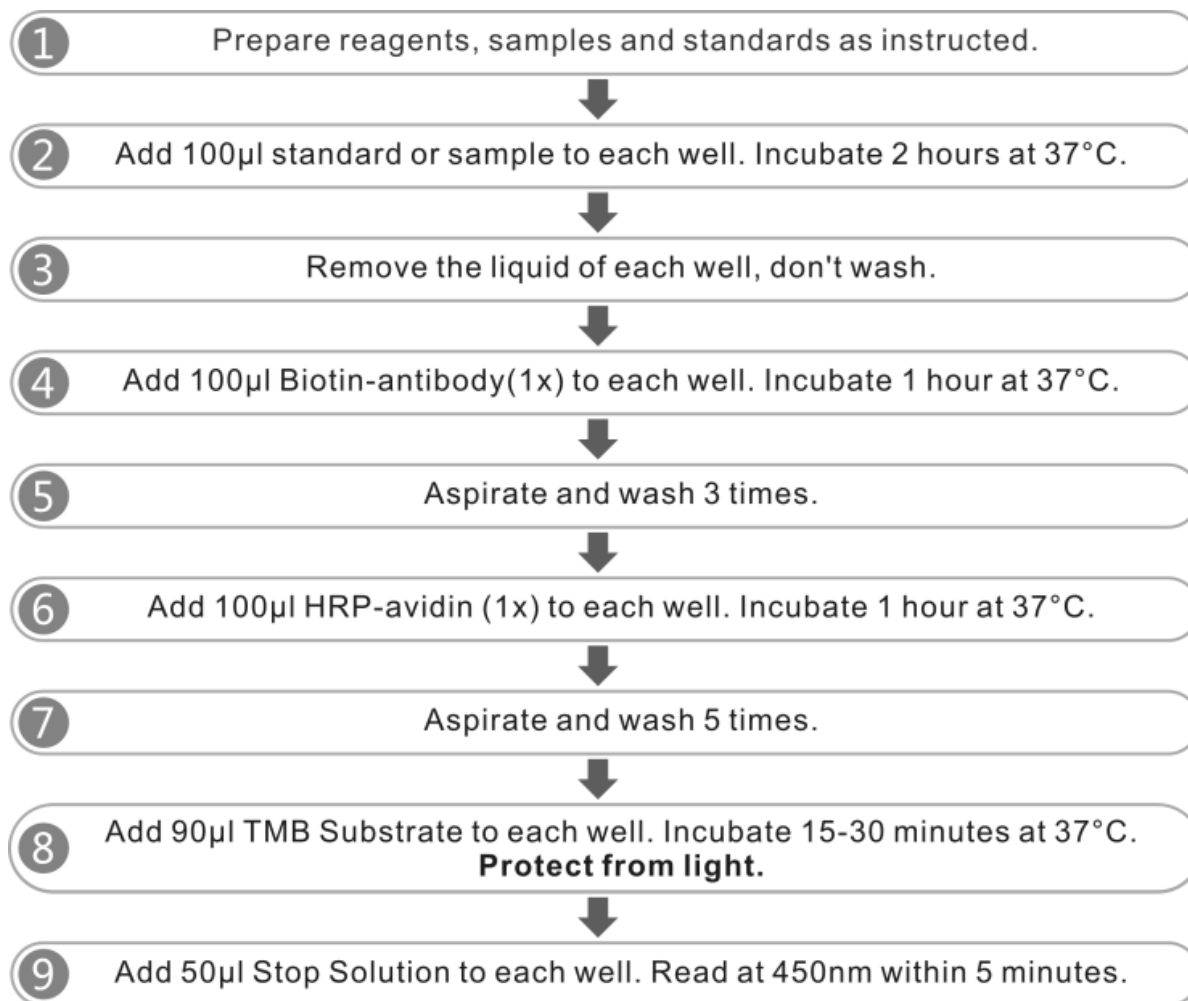 1 Prepare reagents, samples and standards as instructed.
2 Add 100µl standard or sample to each well. Incubate 2 hours at 37°C.
3 Remove the liquid of each well, don't wash.
4 Add 100µl Biotin-antibody(1x) to each well. Incubate 1 hour at 37°C.
5 Aspirate and wash 3 times.
6 Add 100µl HRP-avidin (1x) to each well. Incubate 1 hour at 37°C.
7 Aspirate and wash 5 times.
8 Add 90µl TMB Substrate to each well. Incubate 15-30 minutes at 37°C.
Protect from light.
9 Add 50µl Stop Solution to each well. Read at 450nm within 5 minutes.